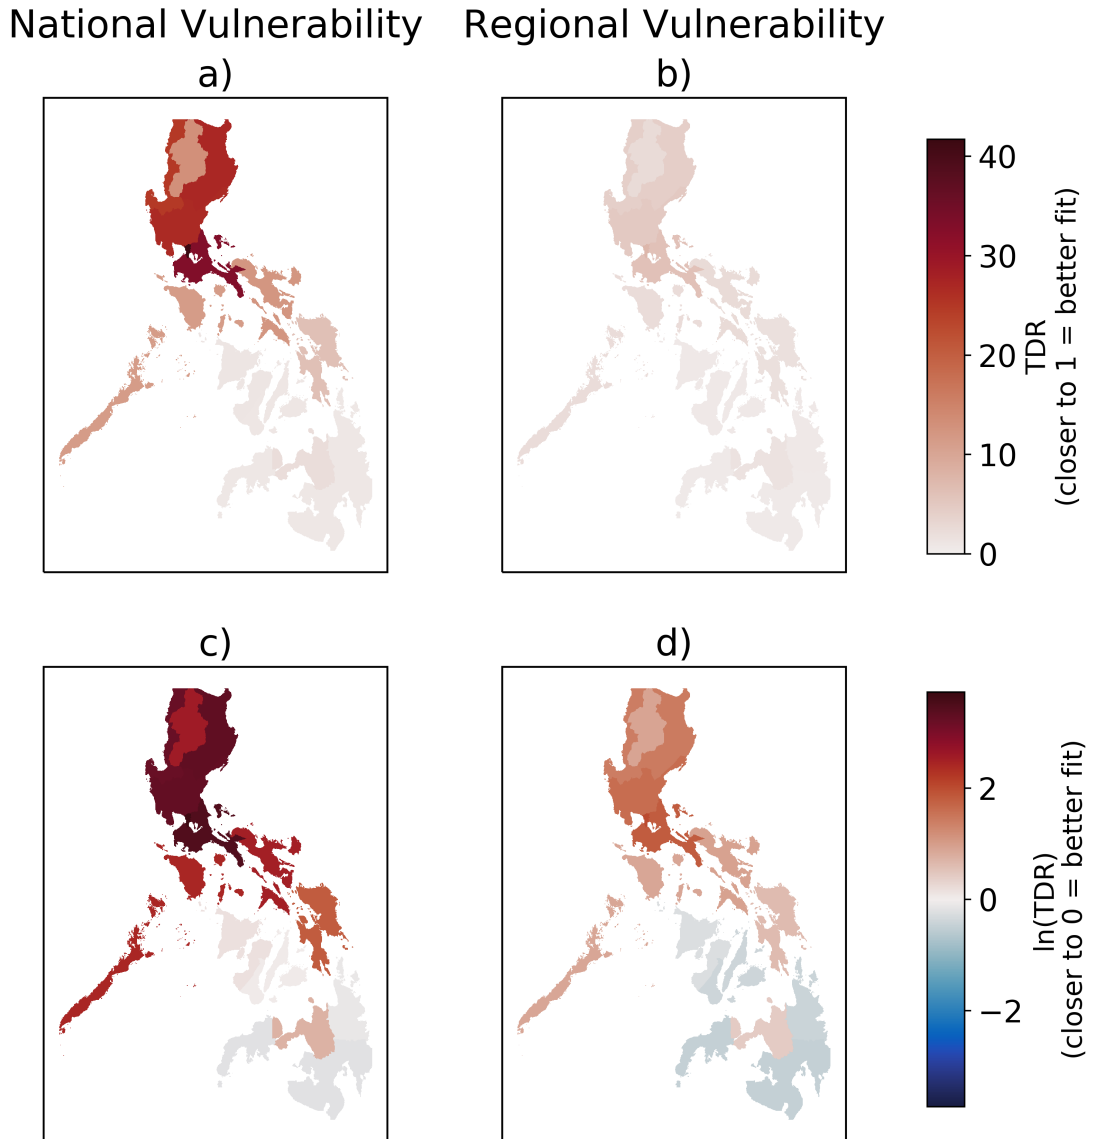 National Vulnerability
Regional Vulnerability
a)
b)
40
30
20
10
0
TDR
(closer to 1 = better fit)
c)
d)
2
0
−2
ln(TDR)
(closer to 0 = better fit)